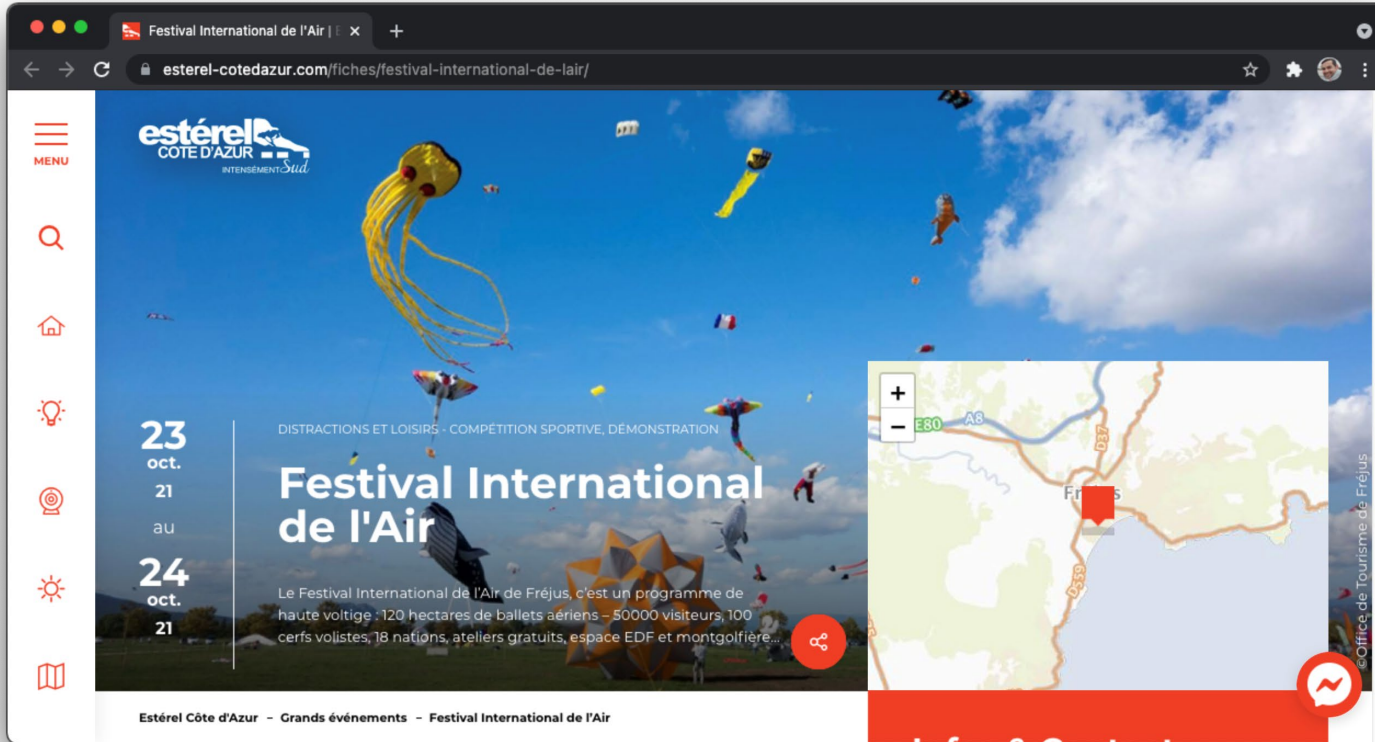 Festival International de l'Air |
esterel-cotedazur.com/fiches/festival-international-de-lair/
MENU
estérel
CÔTE D'AZUR
INTENSÉMENT Sud
23
oct.
21
au
24
oct.
21
DISTRACTIONS ET LOISIRS - COMPÉTITION SPORTIVE, DÉMONSTRATION
Festival International
de l'Air
Le Festival International de l'Air de Fréjus, c'est un programme de
haute voltige : 120 hectares de ballets aériens – 50000 visiteurs, 100
cerfs volistes, 18 nations, ateliers gratuits, espace EDF et montgolfière...
+
−
E80
A8
D37
D559
©Office de Tourisme de Fréjus
Estérel Côte d'Azur – Grands événements – Festival International de l'Air